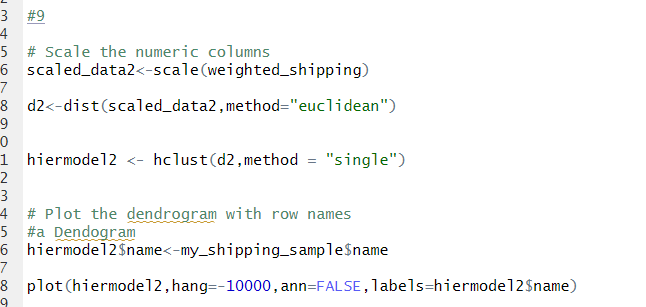 3 #9
4
5 # Scale the numeric columns
6 scaled_data2<-scale(weighted_shipping)
7
8 d2<-dist(scaled_data2,method="euclidean")
9
0
1 hiermodel2 <- hclust(d2,method = "single")
2
3
4 # Plot the dendrogram with row names
5 #a Dendogram
6 hiermodel2$name<-my_shipping_sample$name
7
8 plot(hiermodel2,hang=-10000,ann=FALSE,labels=hiermodel2$name)
9